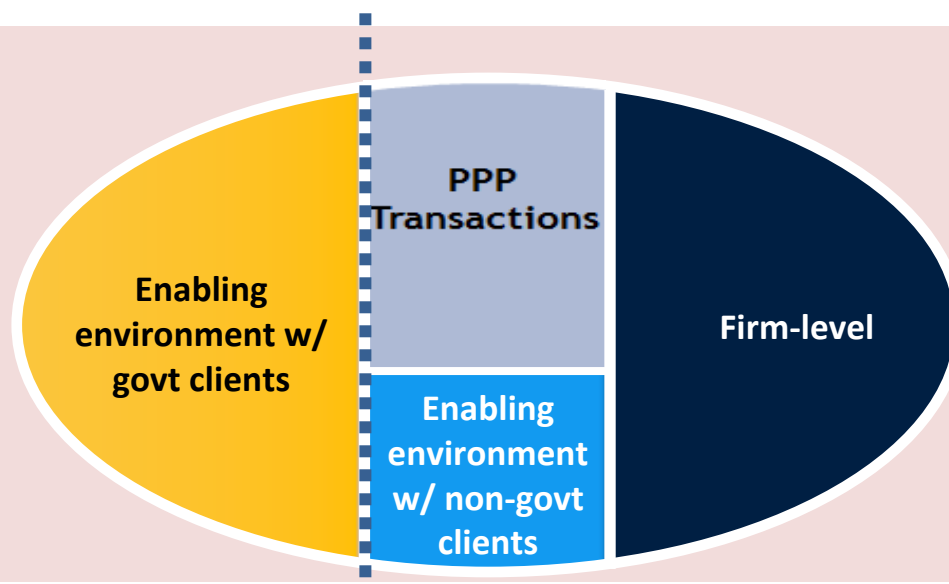 Enabling
environment w/
govt clients
PPP
Transactions
Enabling
environment
w/ non-govt
clients
Firm-level